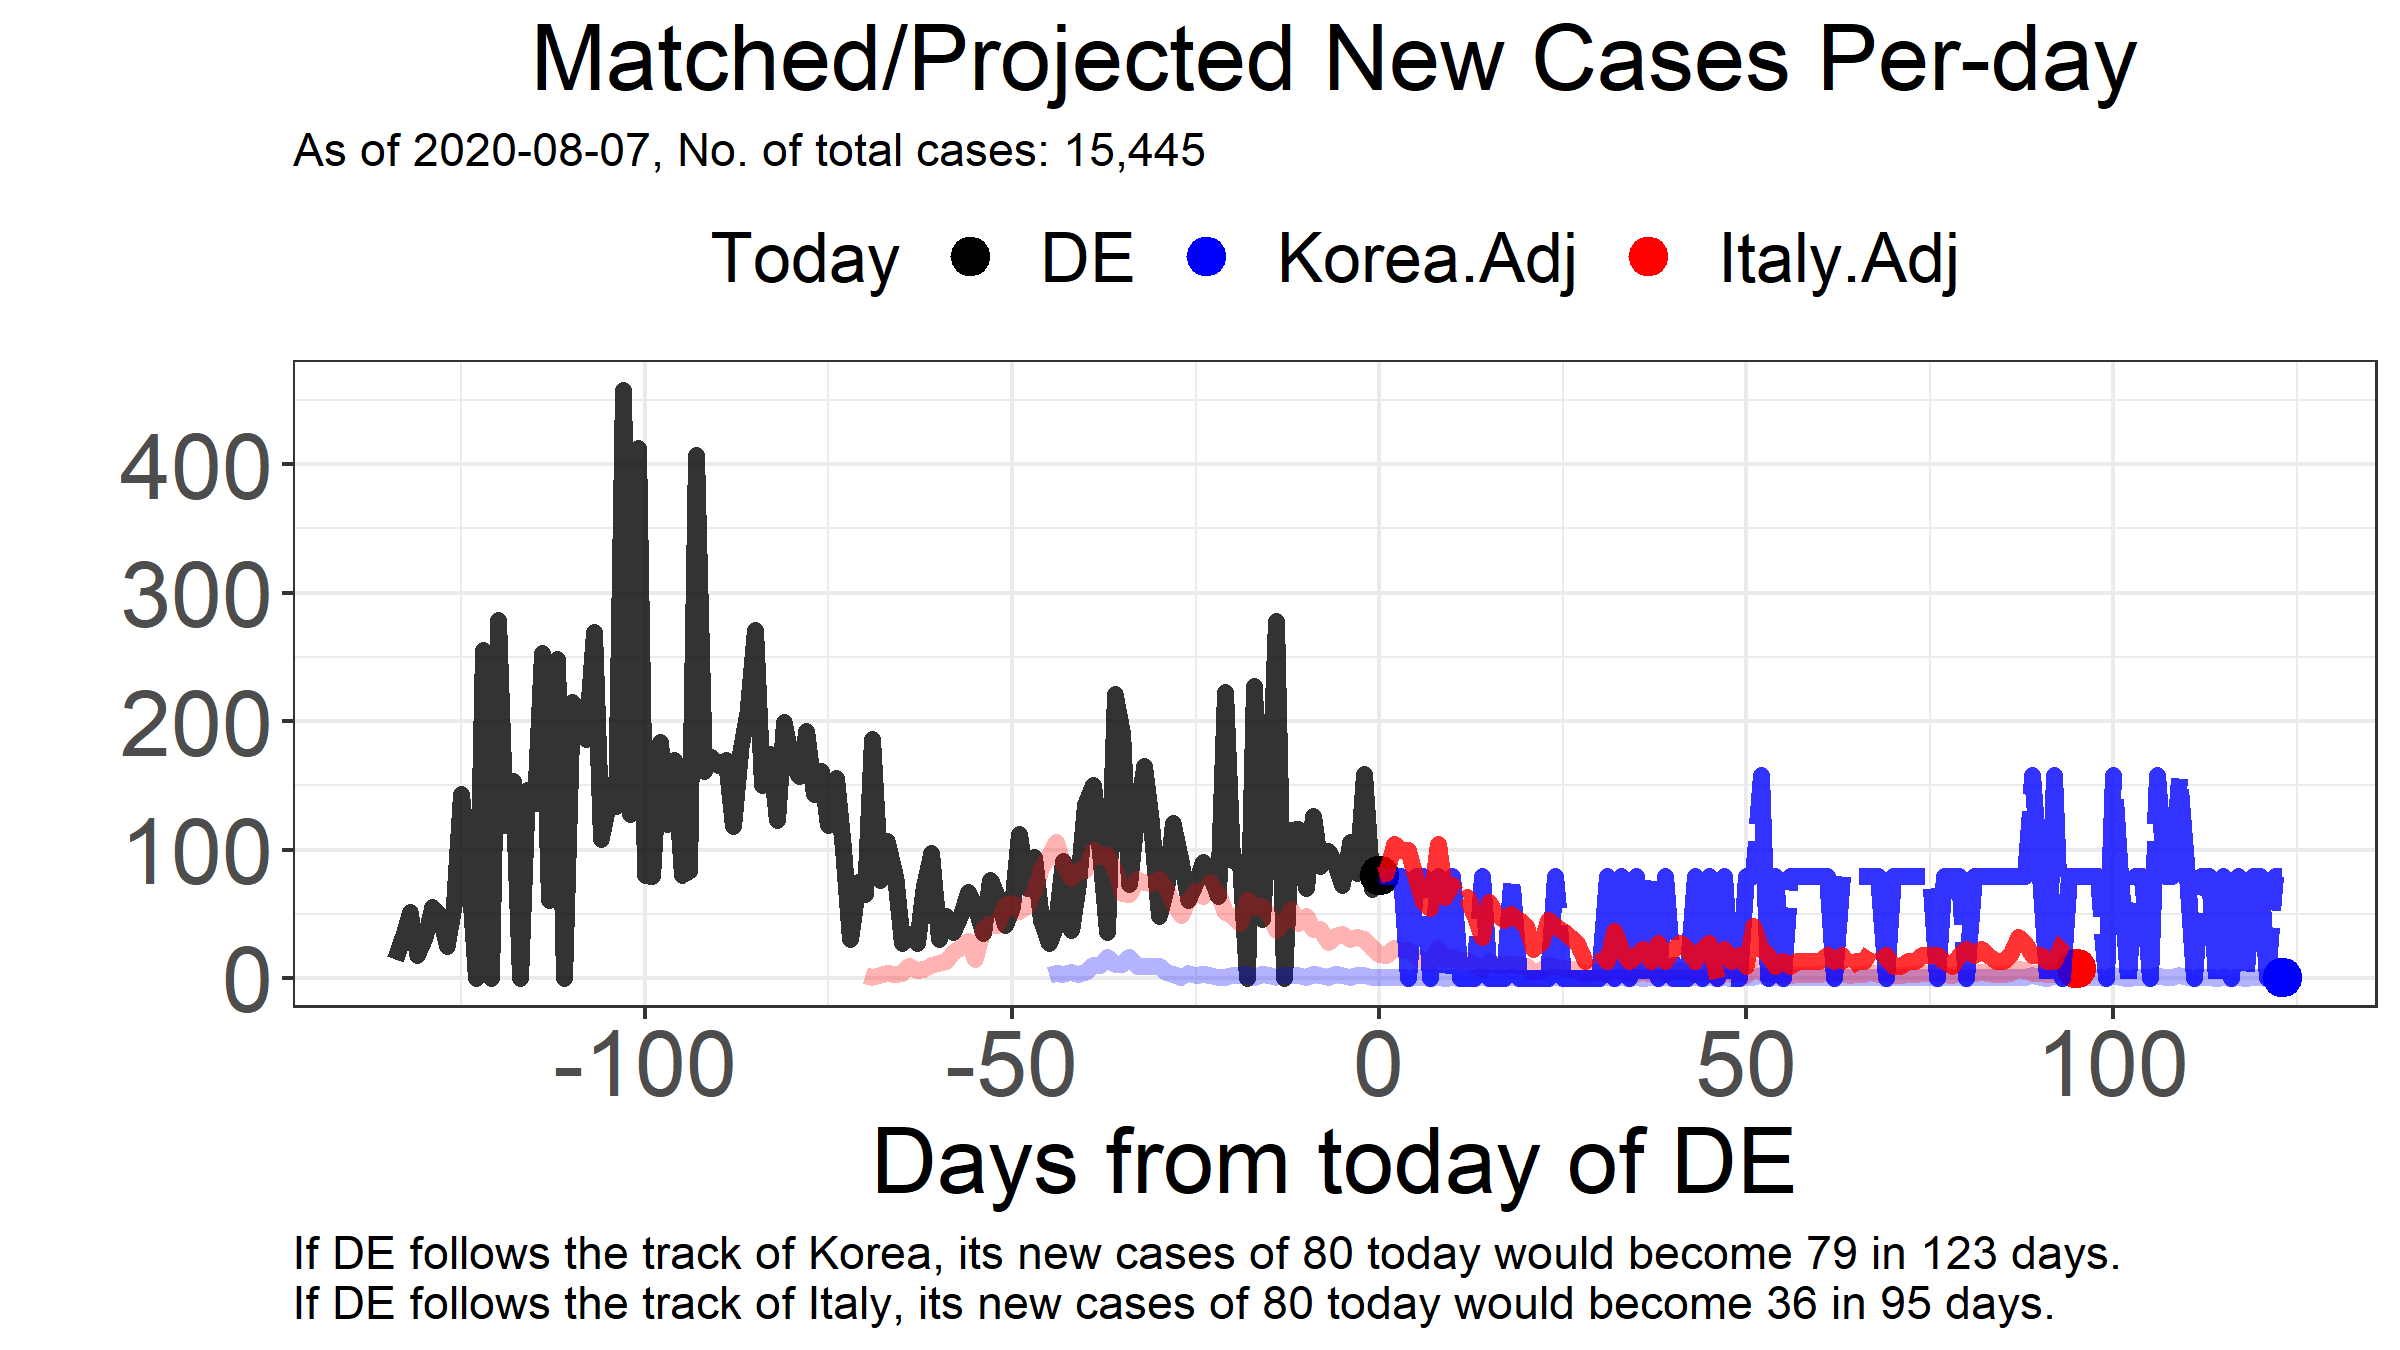 Matched/Projected New Cases Per-day
As of 2020-08-07, No. of total cases: 15,445
Today DE Korea.Adj Italy.Adj
400
300
200
100
0
-100 -50 0 50 100
Days from today of DE
If DE follows the track of Korea, its new cases of 80 today would become 79 in 123 days.
If DE follows the track of Italy, its new cases of 80 today would become 36 in 95 days.